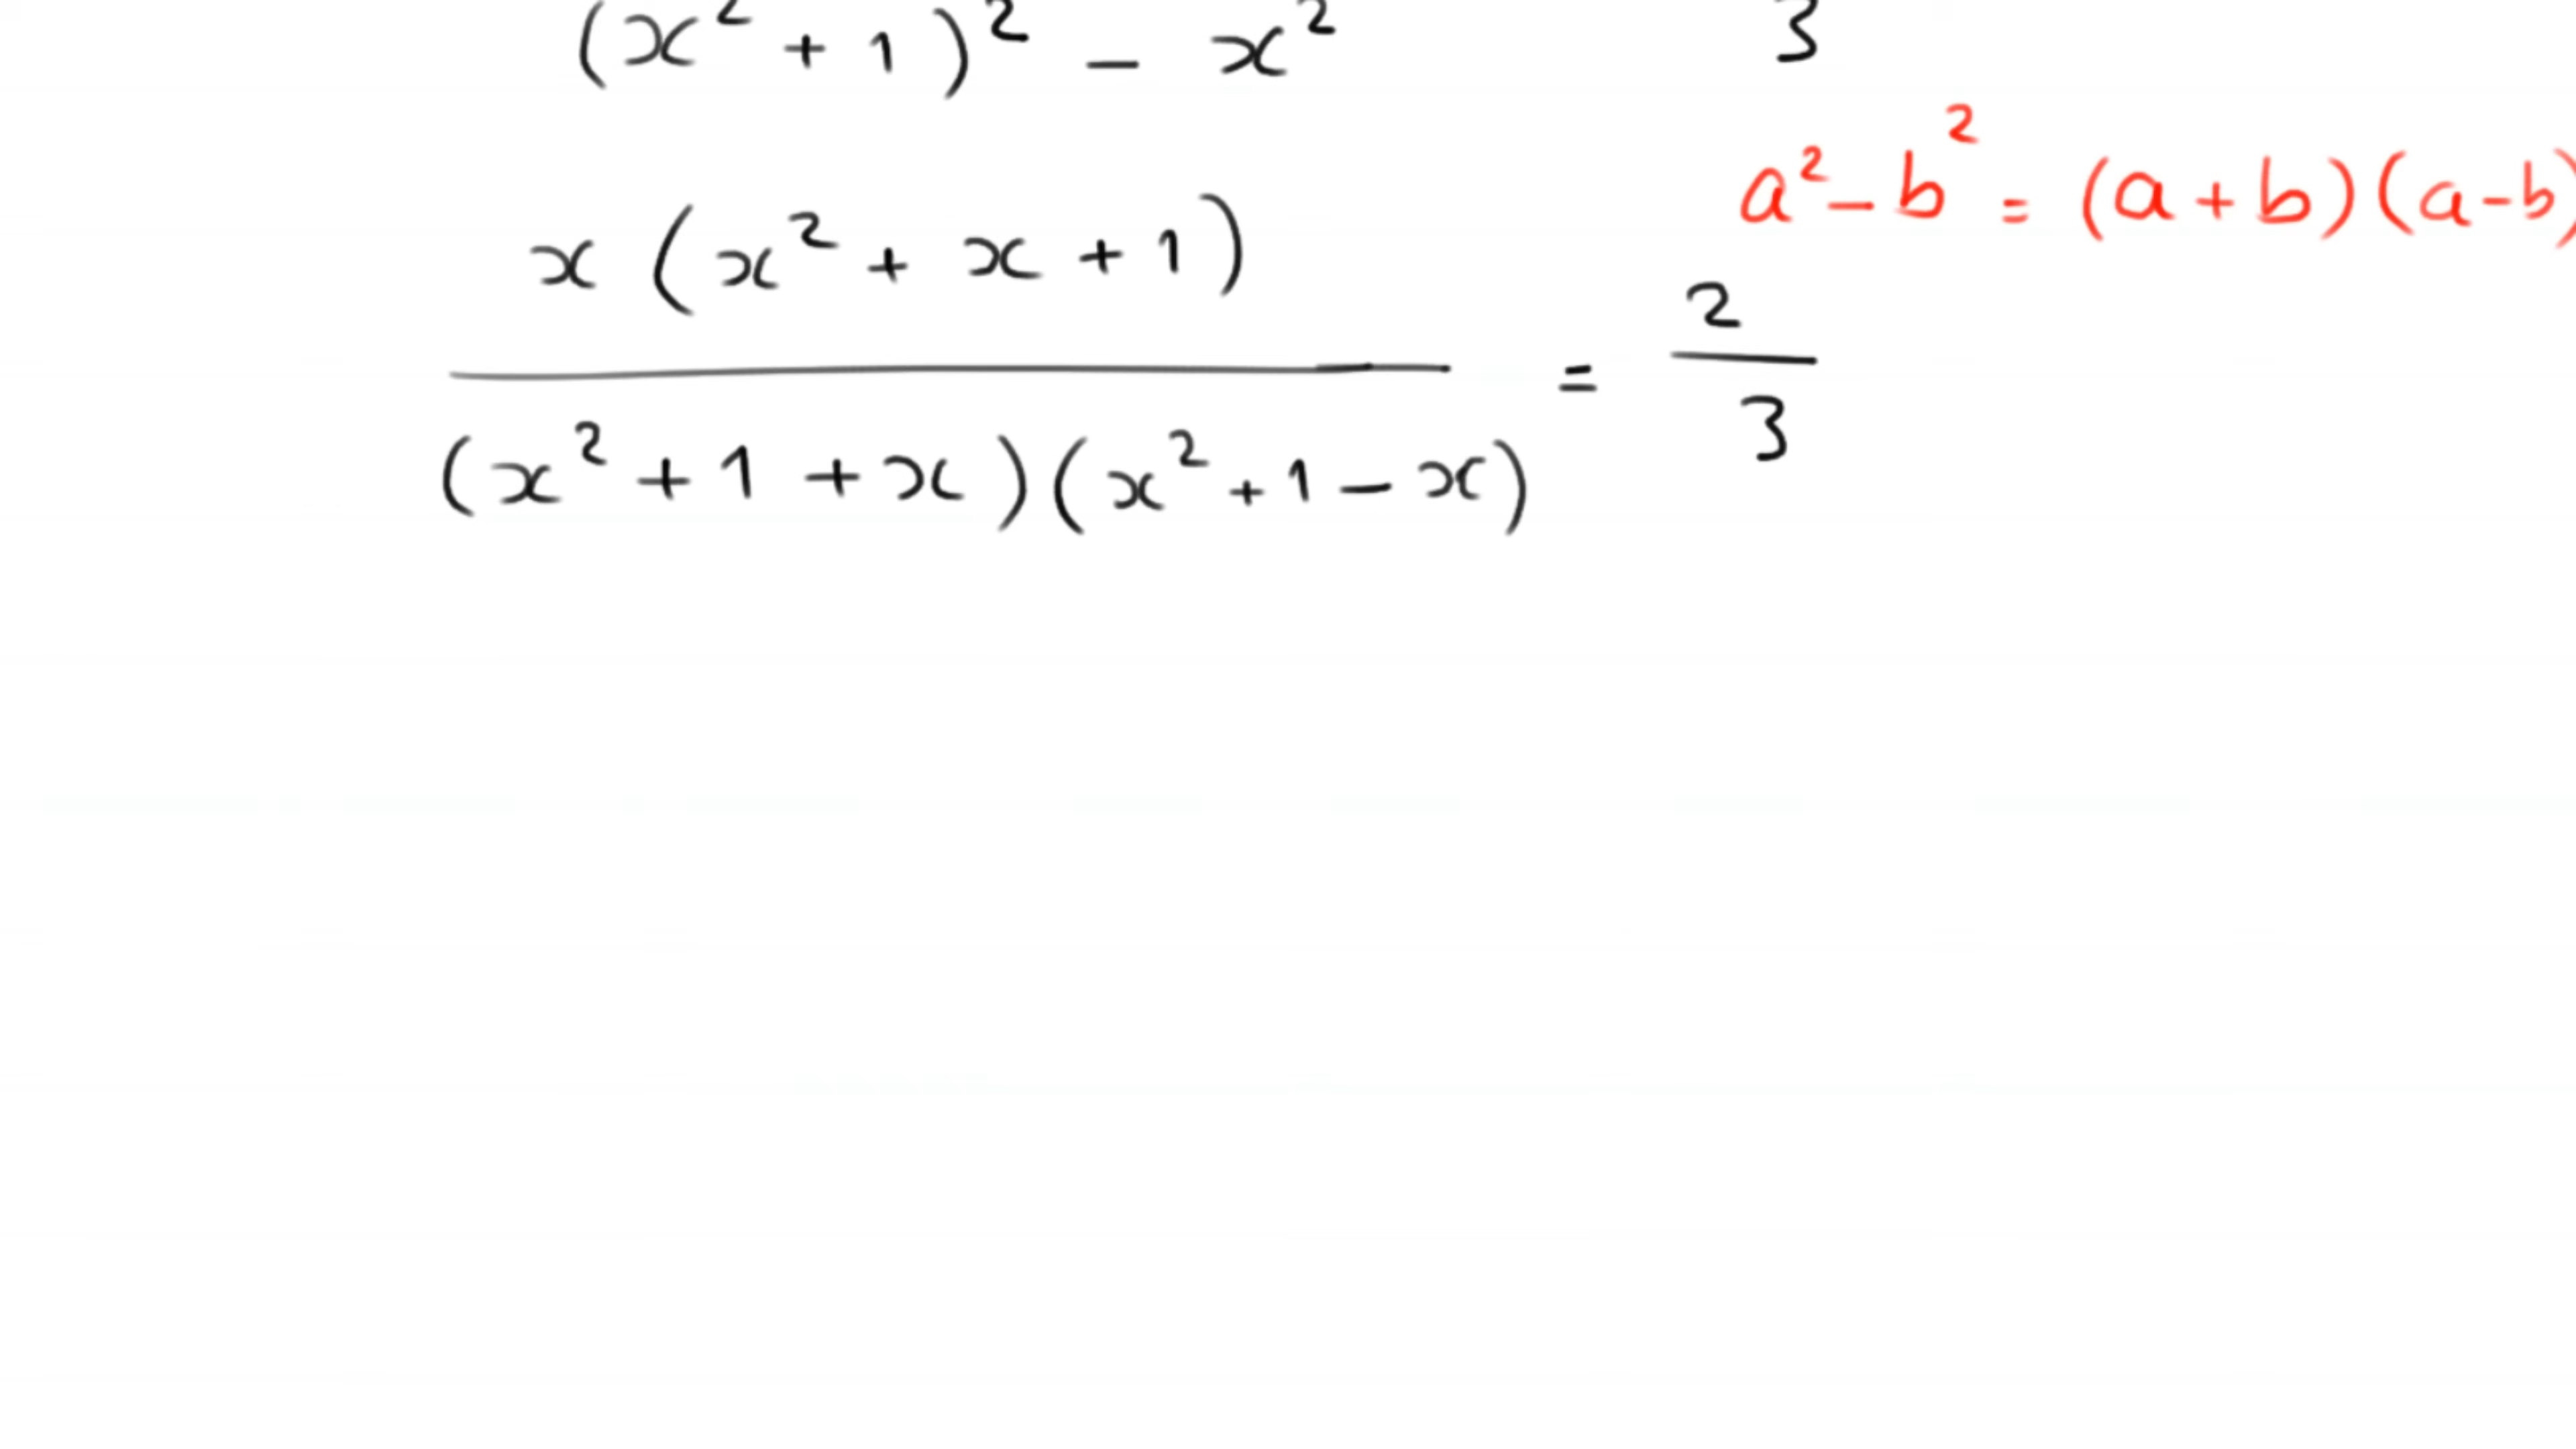 (x² + 1)² - x² 3
a² - b² = (a + b)(a - b)
x (x² + x + 1)
2
=
(x² + 1 + x)(x² + 1 - x)
3